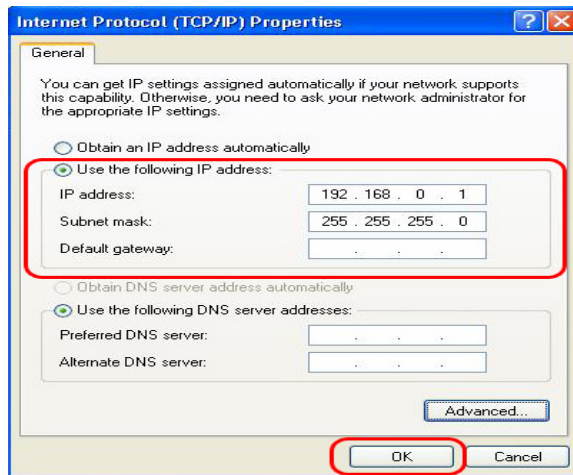 Internet Protocol (TCP/IP) Properties
General
You can get IP settings assigned automatically if your network supports
this capability. Otherwise, you need to ask your network administrator for
the appropriate IP settings.
Obtain an IP address automatically
Use the following IP address:
IP address: 192 . 168 . 0 . 1
Subnet mask: 255 . 255 . 255 . 0
Default gateway: . . .
Obtain DNS server address automatically
Use the following DNS server addresses:
Preferred DNS server: . . .
Alternate DNS server: . . .
Advanced...
OK Cancel